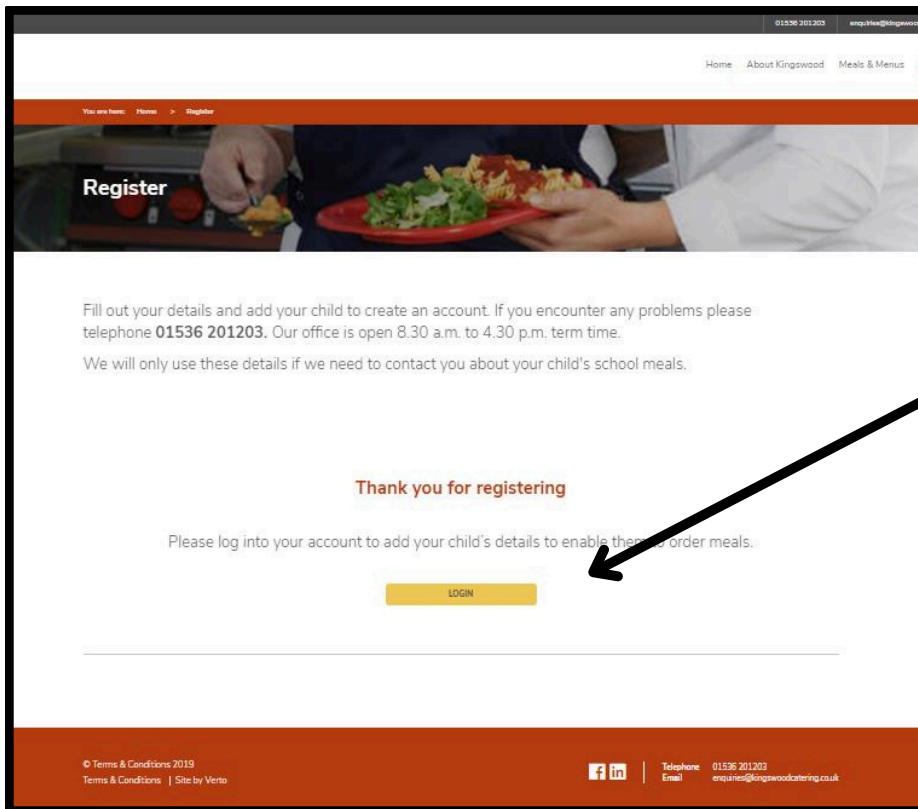 01536 201203 enquiries@kingswoo
Home About Kingswood Meals & Menus
You are here: Home > Register
Register
Fill out your details and add your child to create an account. If you encounter any problems please
telephone 01536 201203. Our office is open 8.30 a.m. to 4.30 p.m. term time.
We will only use these details if we need to contact you about your child's school meals.
Thank you for registering
Please log into your account to add your child's details to enable them to order meals.
LOGIN
© Terms & Conditions 2019
Terms & Conditions | Site by Verto
f in
Telephone 01536 201203
Email enquiries@kingswoodcatering.co.uk